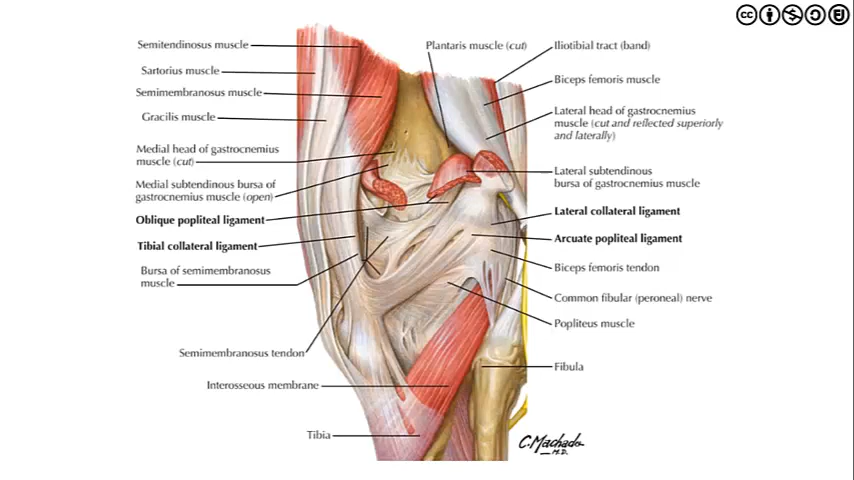 Semitendinosus muscle
Sartorius muscle
Semimembranosus muscle
Gracilis muscle
Medial head of gastrocnemius
muscle (cut)
Medial subtendinous bursa of
gastrocnemius muscle (open)
Oblique popliteal ligament
Tibial collateral ligament
Bursa of semimembranosus
muscle
Semimembranosus tendon
Interosseous membrane
Tibia
Plantaris muscle (cut)
Iliotibial tract (band)
Biceps femoris muscle
Lateral head of gastrocnemius
muscle (cut and reflected superiorly
and laterally)
Lateral subtendinous
bursa of gastrocnemius muscle
Lateral collateral ligament
Arcuate popliteal ligament
Biceps femoris tendon
Common fibular (peroneal) nerve
Popliteus muscle
Fibula
C. Machado
M.D.
cc